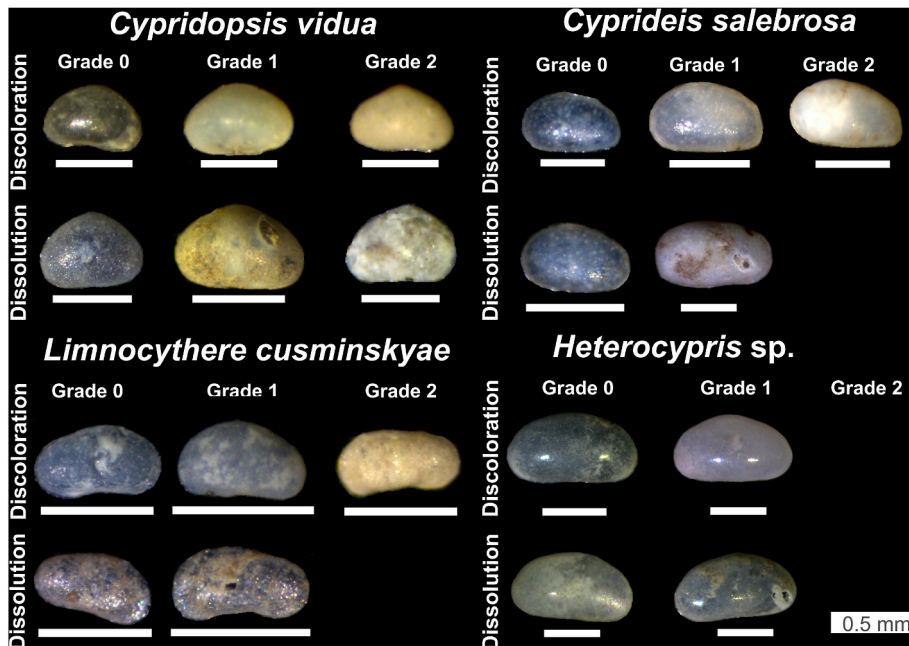 Cypridopsis vidua
Grade 0 Grade 1 Grade 2
Discoloration
Dissolution
Cyprideis salebrosa
Grade 0 Grade 1 Grade 2
Discoloration
Dissolution
Limnocythere cusminskyae
Grade 0 Grade 1 Grade 2
Discoloration
Dissolution
Heterocypris sp.
Grade 0 Grade 1 Grade 2
Discoloration
Dissolution
0.5 mm